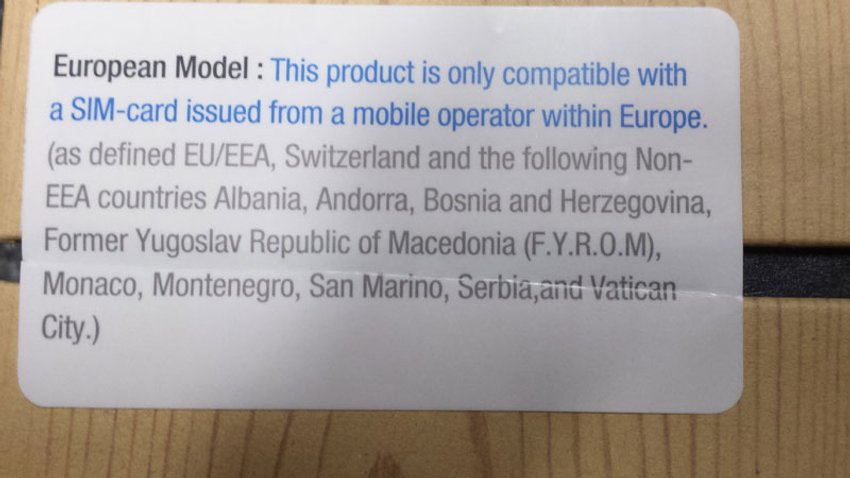 European Model : This product is only compatible with
a SIM-card issued from a mobile operator within Europe.
(as defined EU/EEA, Switzerland and the following Non-
EEA countries Albania, Andorra, Bosnia and Herzegovina,
Former Yugoslav Republic of Macedonia (F.Y.R.O.M),
Monaco, Montenegro, San Marino, Serbia,and Vatican
City.)